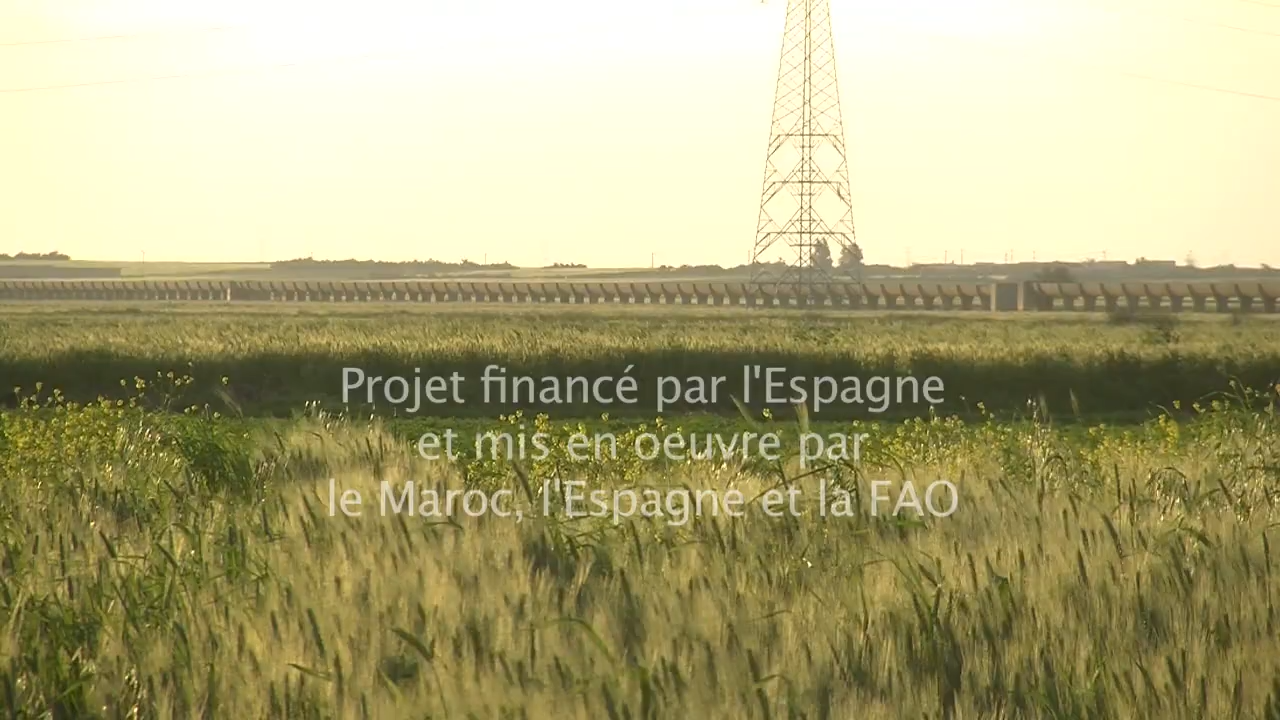 Projet financé par l'Espagne
et mis en oeuvre par
le Maroc, l'Espagne et la FAO